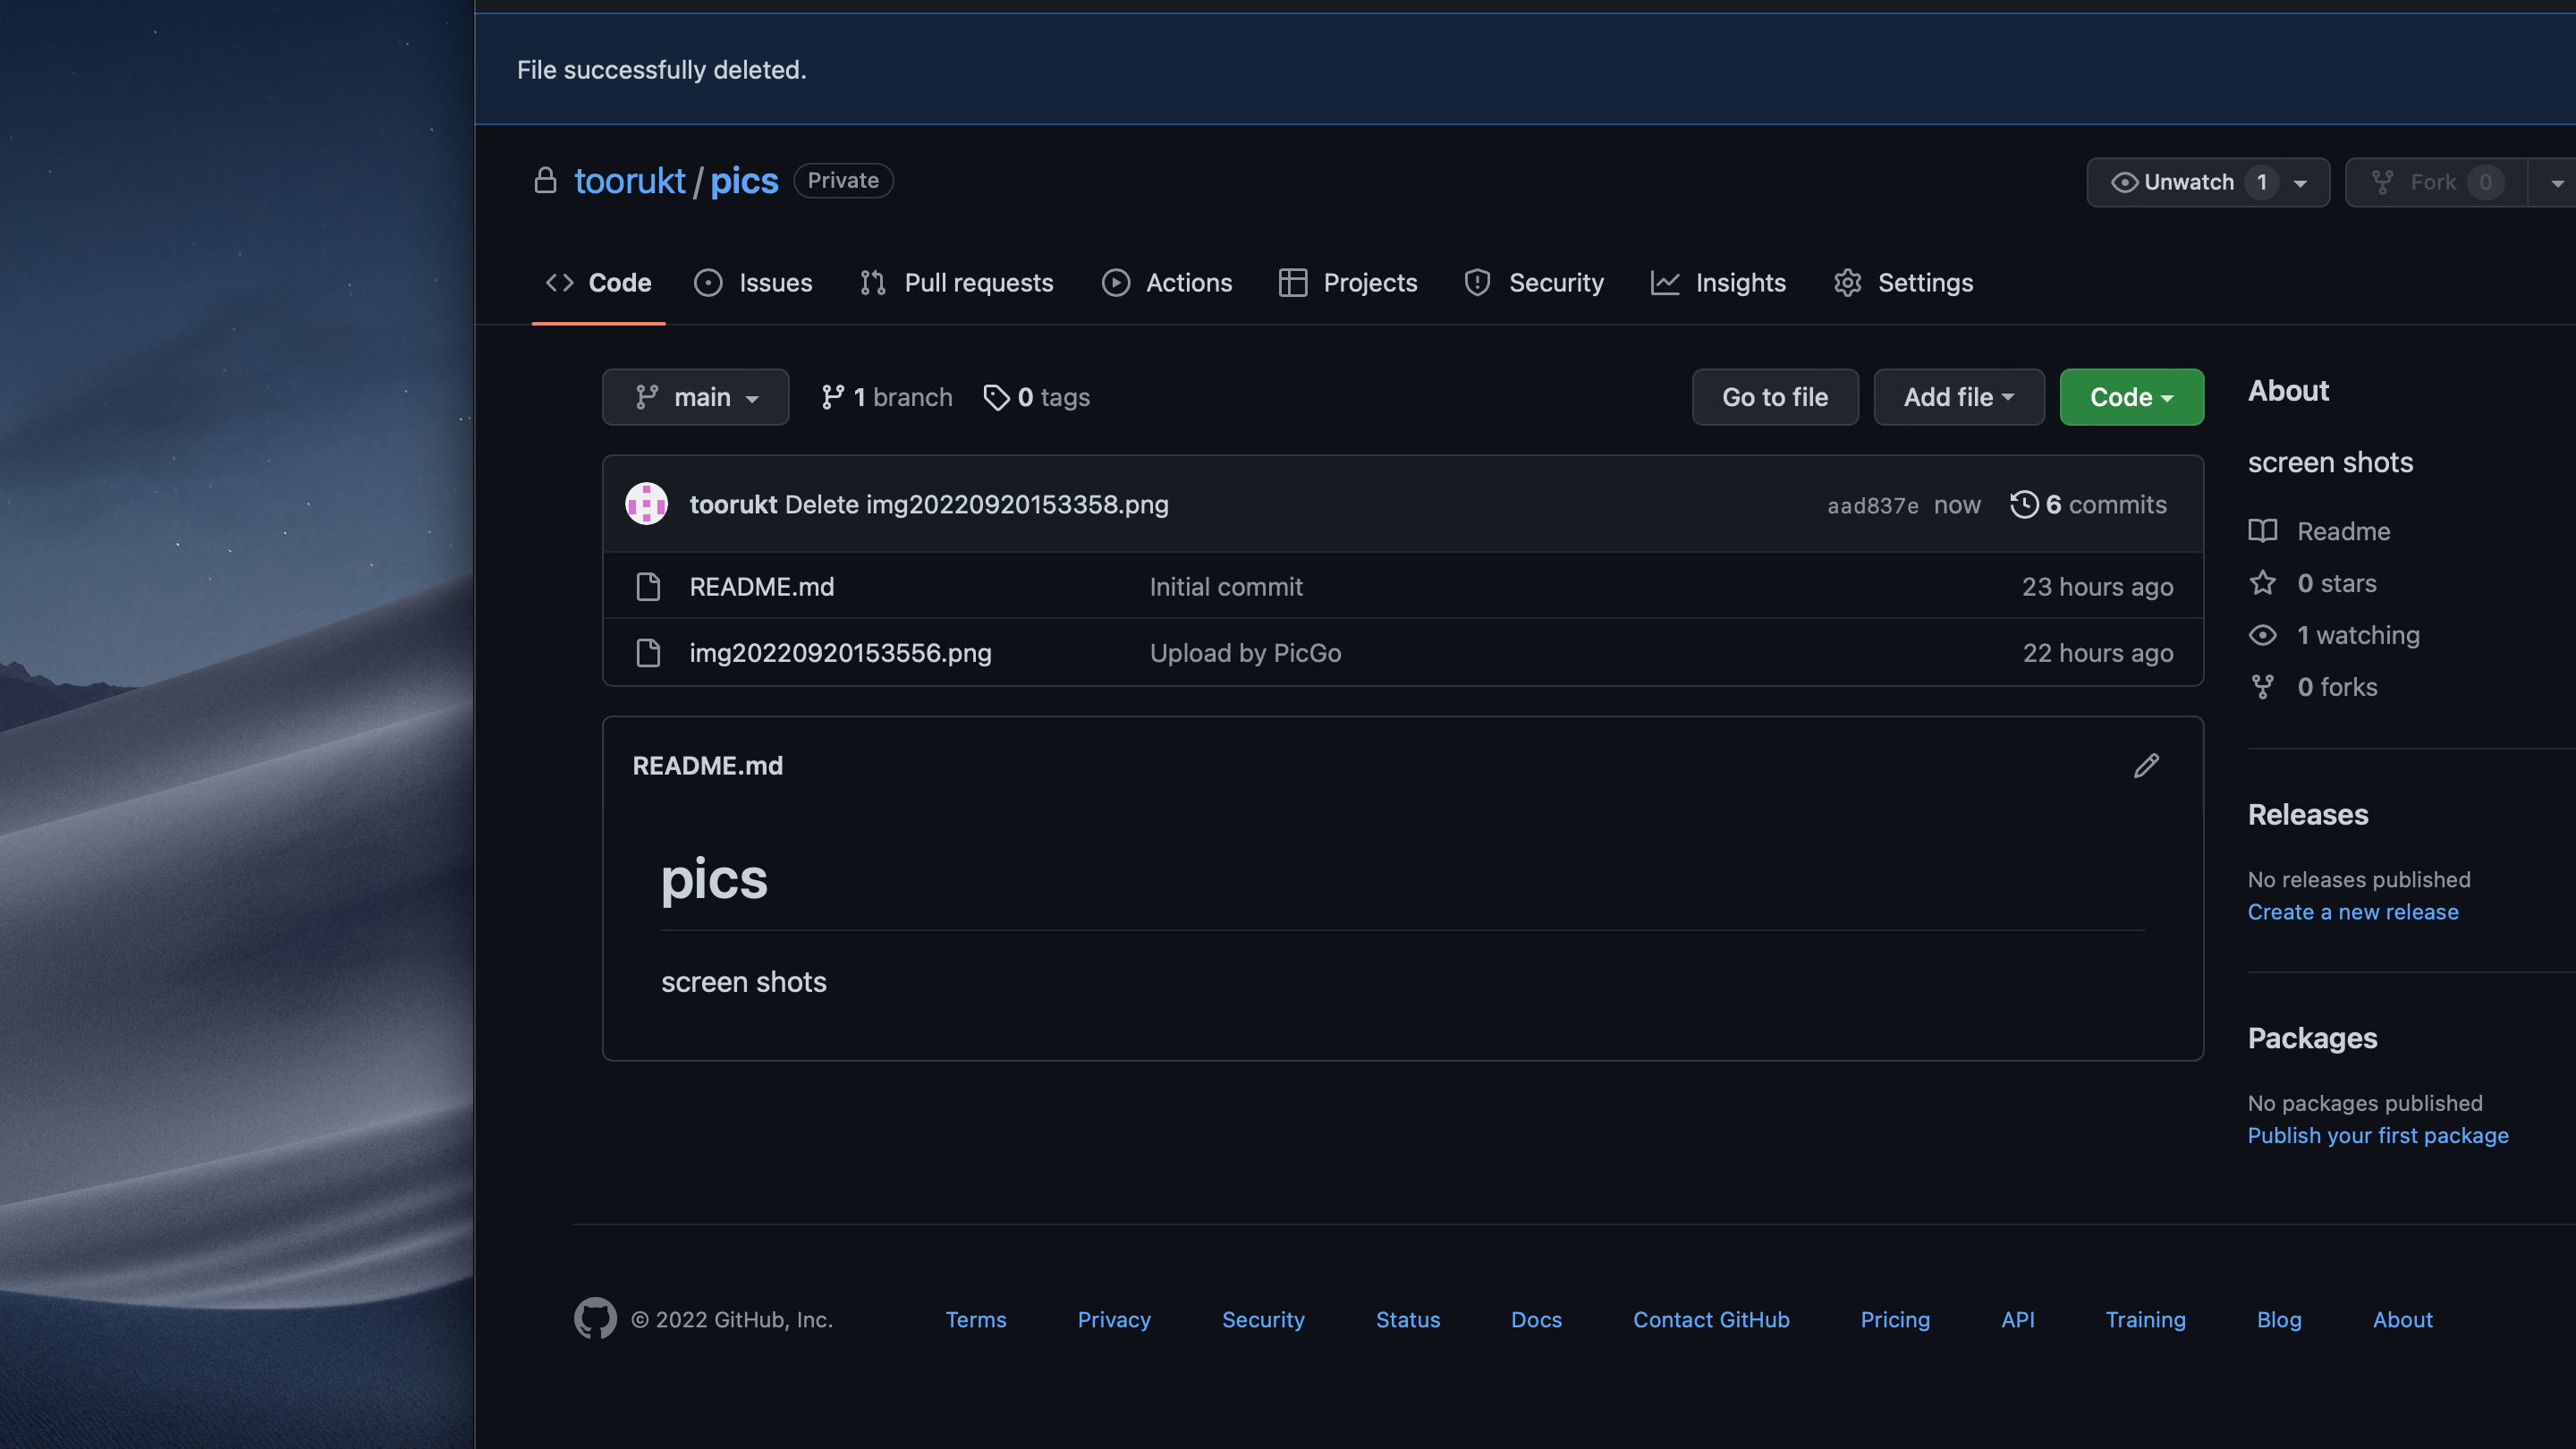 File successfully deleted.
toorukt / pics Private
Unwatch 1 Fork 0
Code Issues Pull requests Actions Projects Security Insights Settings
main 1 branch 0 tags Go to file Add file Code
toorukt Delete img20220920153358.png aad837e now 6 commits
README.md Initial commit 23 hours ago
img20220920153556.png Upload by PicGo 22 hours ago
README.md
pics
screen shots
About
screen shots
Readme
0 stars
1 watching
0 forks
Releases
No releases published
Create a new release
Packages
No packages published
Publish your first package
© 2022 GitHub, Inc. Terms Privacy Security Status Docs Contact GitHub Pricing API Training Blog About